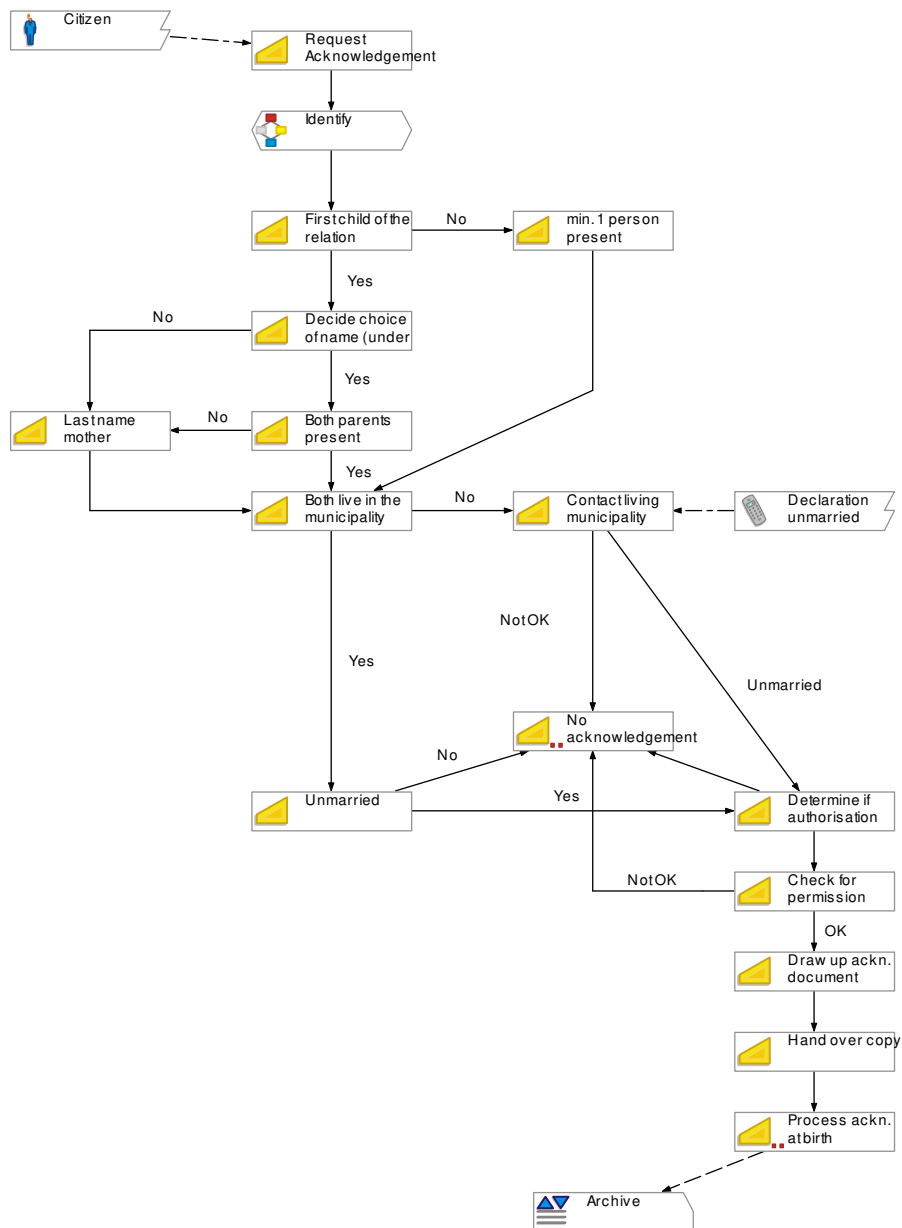 Citizen
Request
Acknowledgement
Identify
First child of the
relation
No
min. 1 person
present
Yes
Decide choice
of name (under
No
Yes
Last name
mother
No
Both parents
present
Yes
Both live in the
municipality
No
Contact living
municipality
Declaration
unmarried
Not OK
Yes
Unmarried
No
acknowledgement
No
Unmarried
Yes
Determine if
authorisation
Not OK
Check for
permission
OK
Draw up ackn.
document
Hand over copy
Process ackn.
at birth
Archive